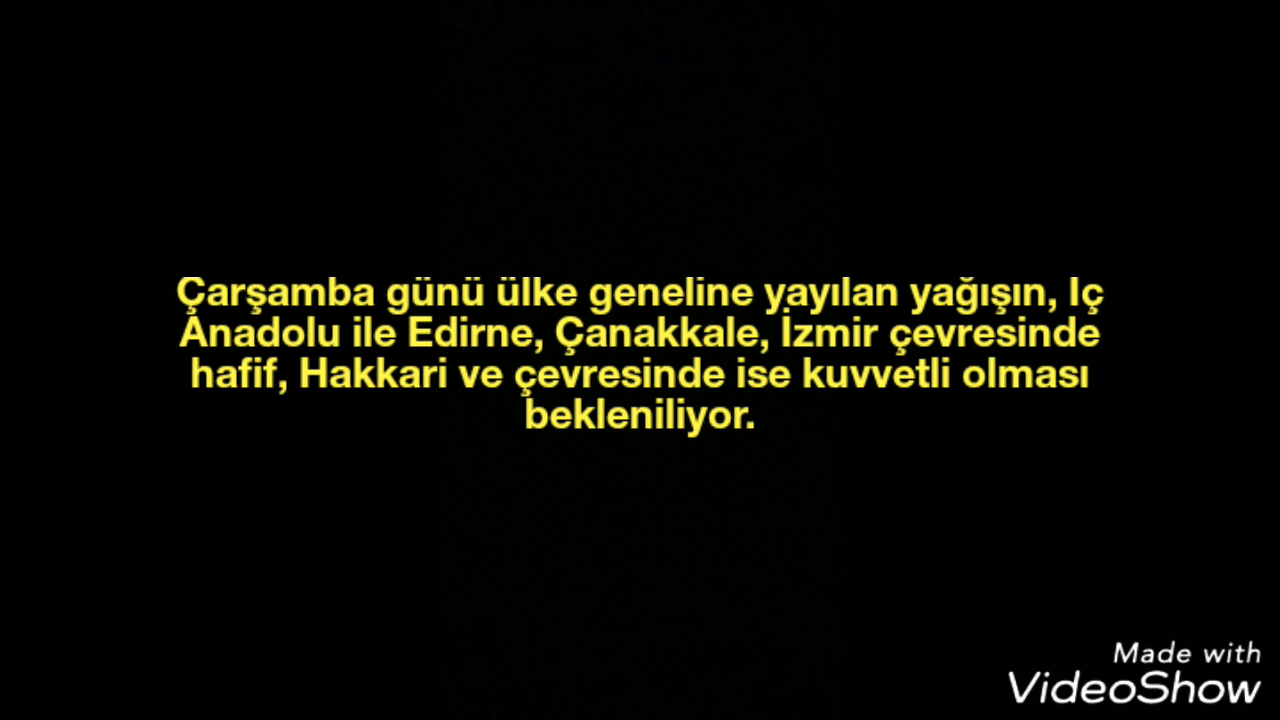 Çarşamba günü ülke geneline yayılan yağışın, Iç
Anadolu ile Edirne, Çanakkale, İzmir çevresinde
hafif, Hakkari ve çevresinde ise kuvvetli olması
bekleniliyor.
Made with
VideoShow